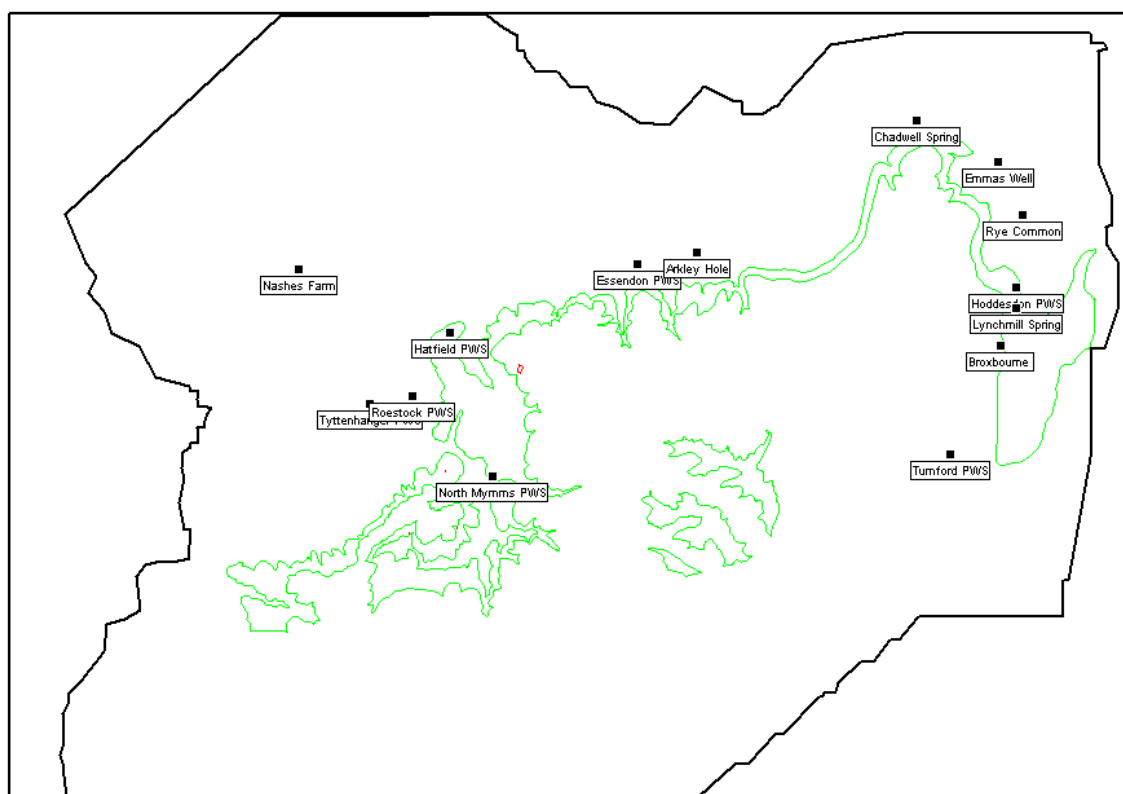 Chadwell Spring
Emmas Well
Rye Common
Arkley Hole
Essendon PWS
Nashes Farm
Hoddesdon PWS
Lynchmill Spring
Hatfield PWS
Broxbourne
Roestock PWS
Tyttenhanger PWS
Turnford PWS
North Mymms PWS